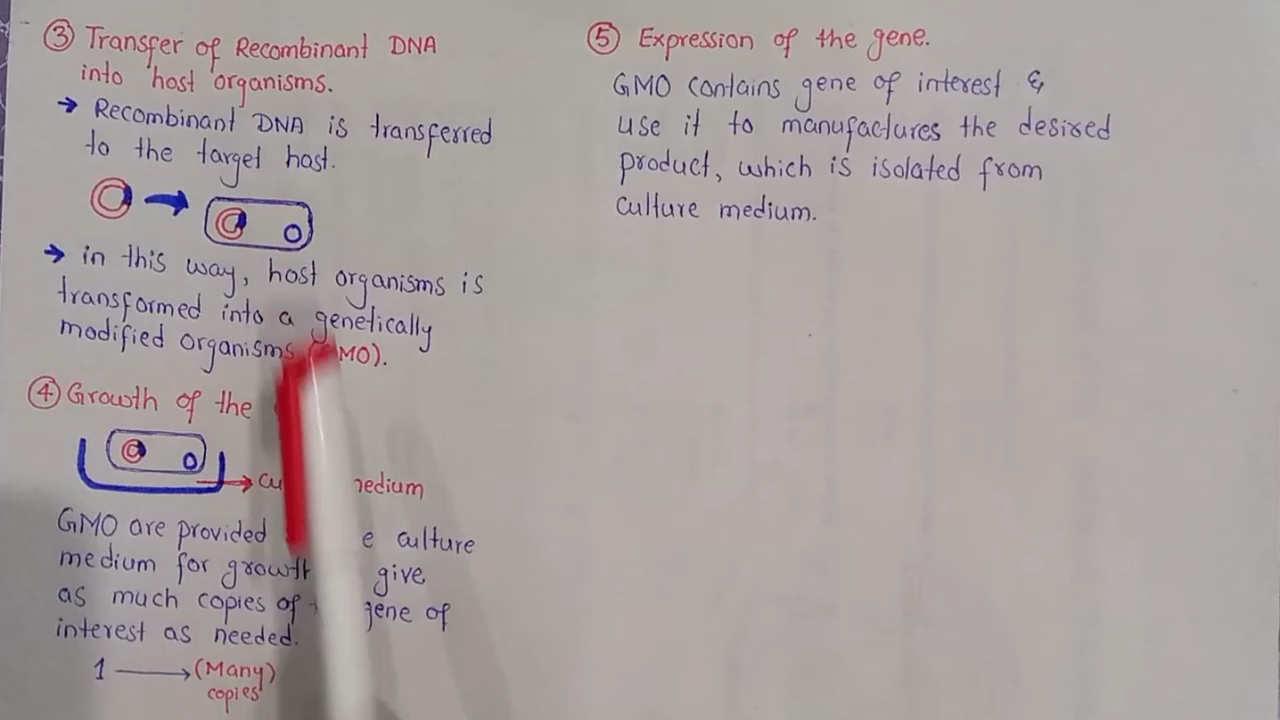 ③ Transfer of Recombinant DNA
into host organisms.
→ Recombinant DNA is transferred
to the target host.
→ in this way, host organisms is
transformed into a genetically
modified organisms MO).
④ Growth of the
medium
GMO are provided culture
medium for growth give
as much copies of gene of
interest as needed.
1 → (Many)
copies
⑤ Expression of the gene.
GMO contains gene of interest &
use it to manufactures the desired
product, which is isolated from
culture medium.